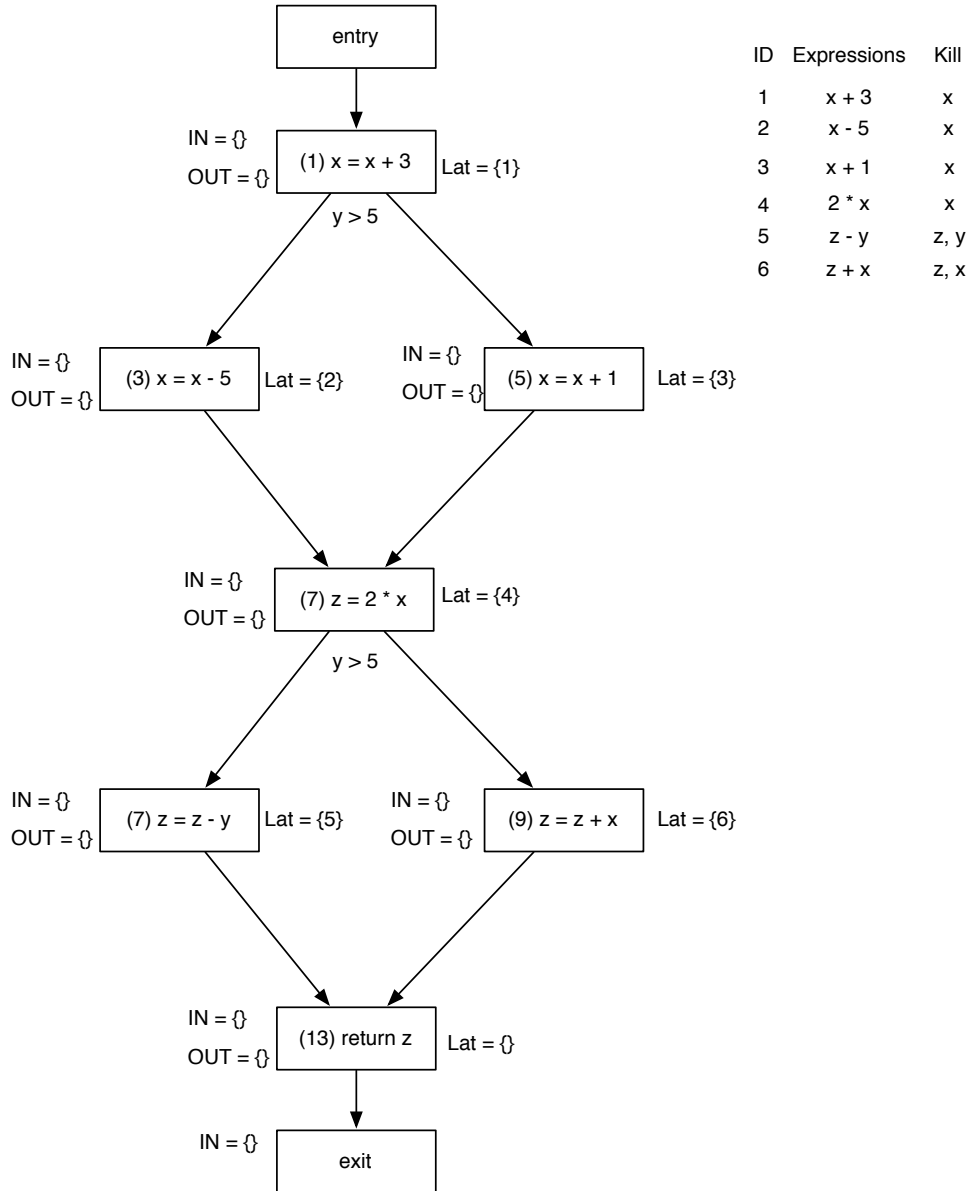 entry
ID Expressions Kill
1 x + 3 x
2 x - 5 x
3 x + 1 x
4 2 * x x
5 z - y z, y
6 z + x z, x
IN = {}
OUT = {}
(1) x = x + 3
Lat = {1}
y > 5
IN = {}
OUT = {}
(3) x = x - 5
Lat = {2}
IN = {}
OUT = {}
(5) x = x + 1
Lat = {3}
IN = {}
OUT = {}
(7) z = 2 * x
Lat = {4}
y > 5
IN = {}
OUT = {}
(7) z = z - y
Lat = {5}
IN = {}
OUT = {}
(9) z = z + x
Lat = {6}
IN = {}
OUT = {}
(13) return z
Lat = {}
IN = {}
exit